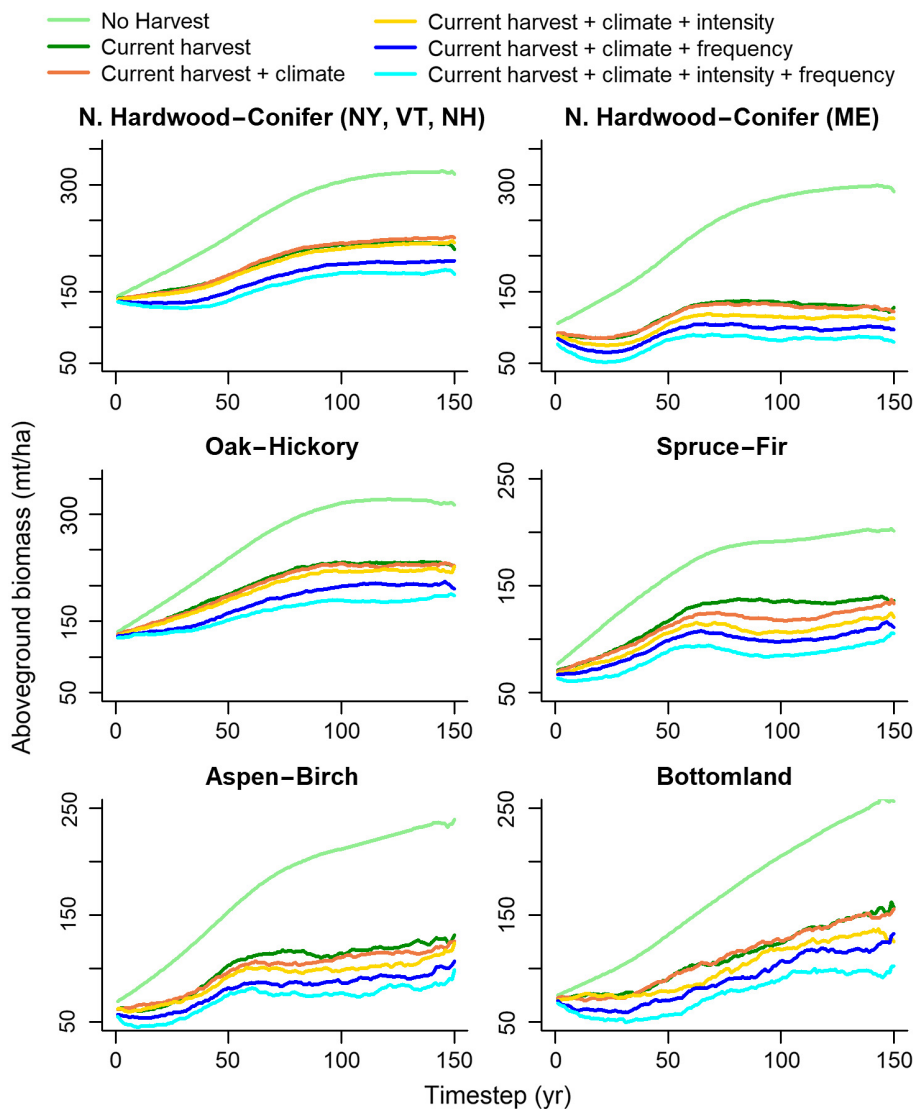 No Harvest
Current harvest
Current harvest + climate
Current harvest + climate + intensity
Current harvest + climate + frequency
Current harvest + climate + intensity + frequency
N. Hardwood−Conifer (NY, VT, NH)
300
150
50
0 50 100 150
N. Hardwood−Conifer (ME)
300
150
50
0 50 100 150
Aboveground biomass (mt/ha)
Oak−Hickory
300
150
50
0 50 100 150
Spruce−Fir
250
150
50
0 50 100 150
Aspen−Birch
250
150
50
0 50 100 150
Bottomland
250
150
50
0 50 100 150
Timestep (yr)